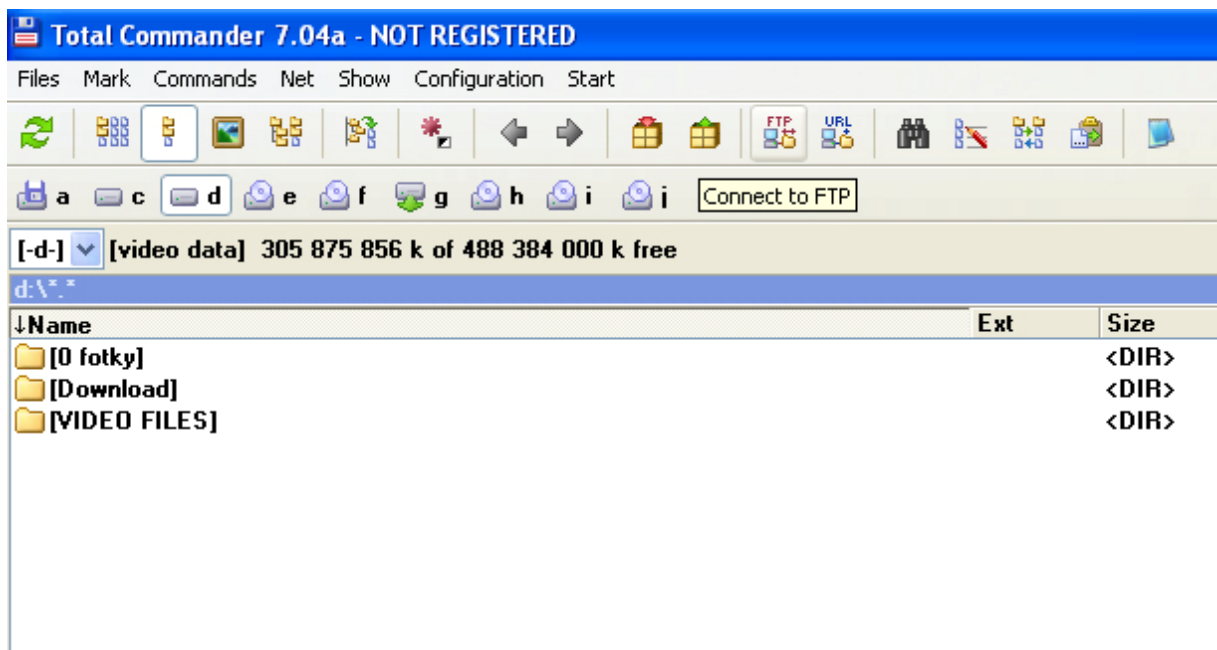 Total Commander 7.04a - NOT REGISTERED
Files Mark Commands Net Show Configuration Start
FTP URL
a c d e f g h i j Connect to FTP
[-d-] [video data] 305 875 856 k of 488 384 000 k free
d:\*.*
↓Name Ext Size
[0 fotky] <DIR>
[Download] <DIR>
[VIDEO FILES] <DIR>